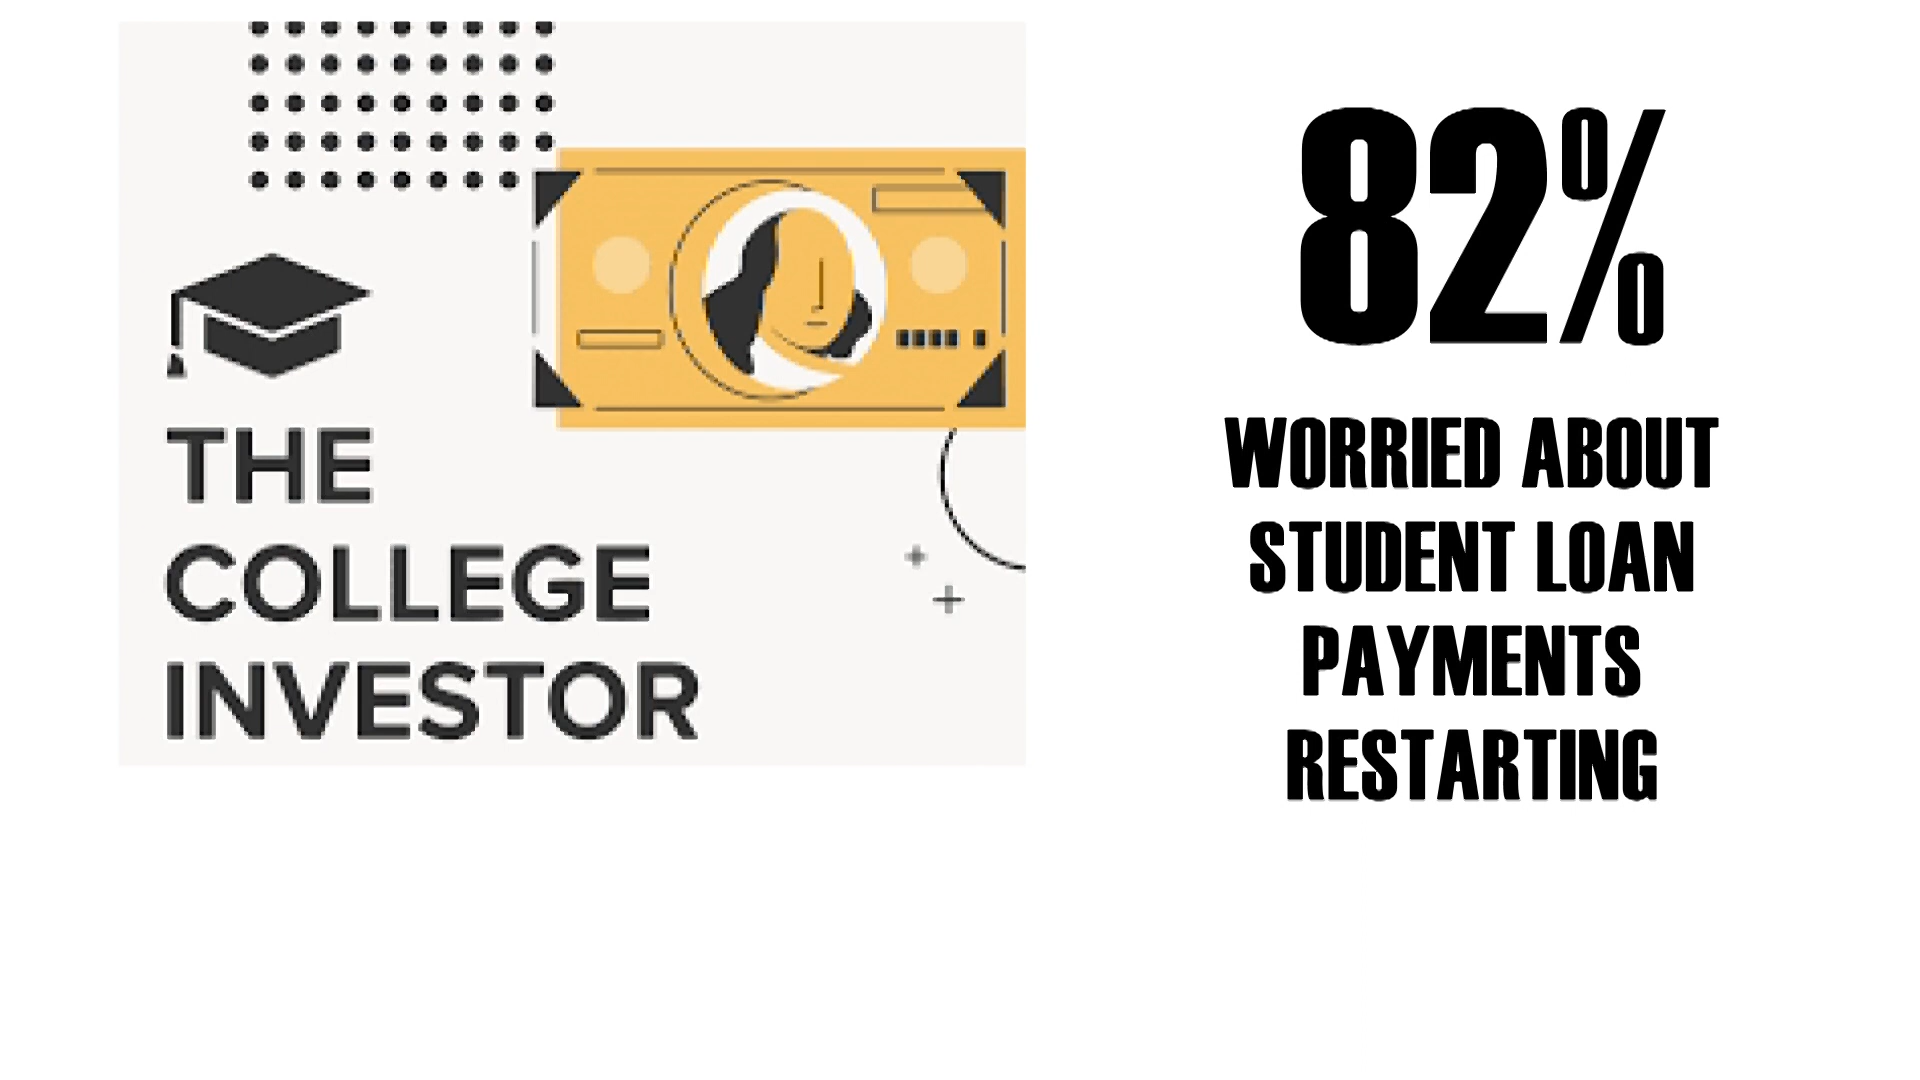 THE
COLLEGE
INVESTOR
82%
WORRIED ABOUT
STUDENT LOAN
PAYMENTS
RESTARTING